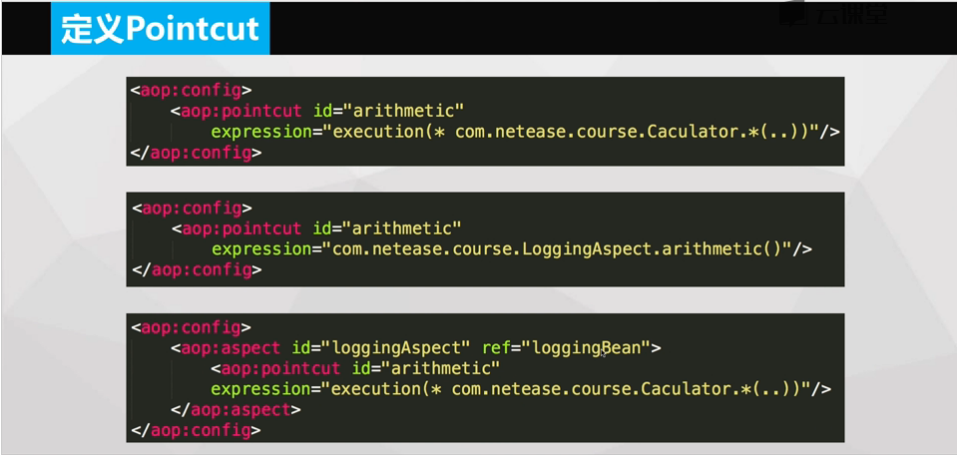 定义Pointcut
云课堂
<aop:config>
<aop:pointcut id="arithmetic"
expression="execution(* com.netease.course.Caculator.*(..))"/>
</aop:config>
<aop:config>
<aop:pointcut id="arithmetic"
expression="com.netease.course.LoggingAspect.arithmetic()"/>
</aop:config>
<aop:config>
<aop:aspect id="loggingAspect" ref="loggingBean">
<aop:pointcut id="arithmetic"
expression="execution(* com.netease.course.Caculator.*(..))"/>
</aop:aspect>
</aop:config>